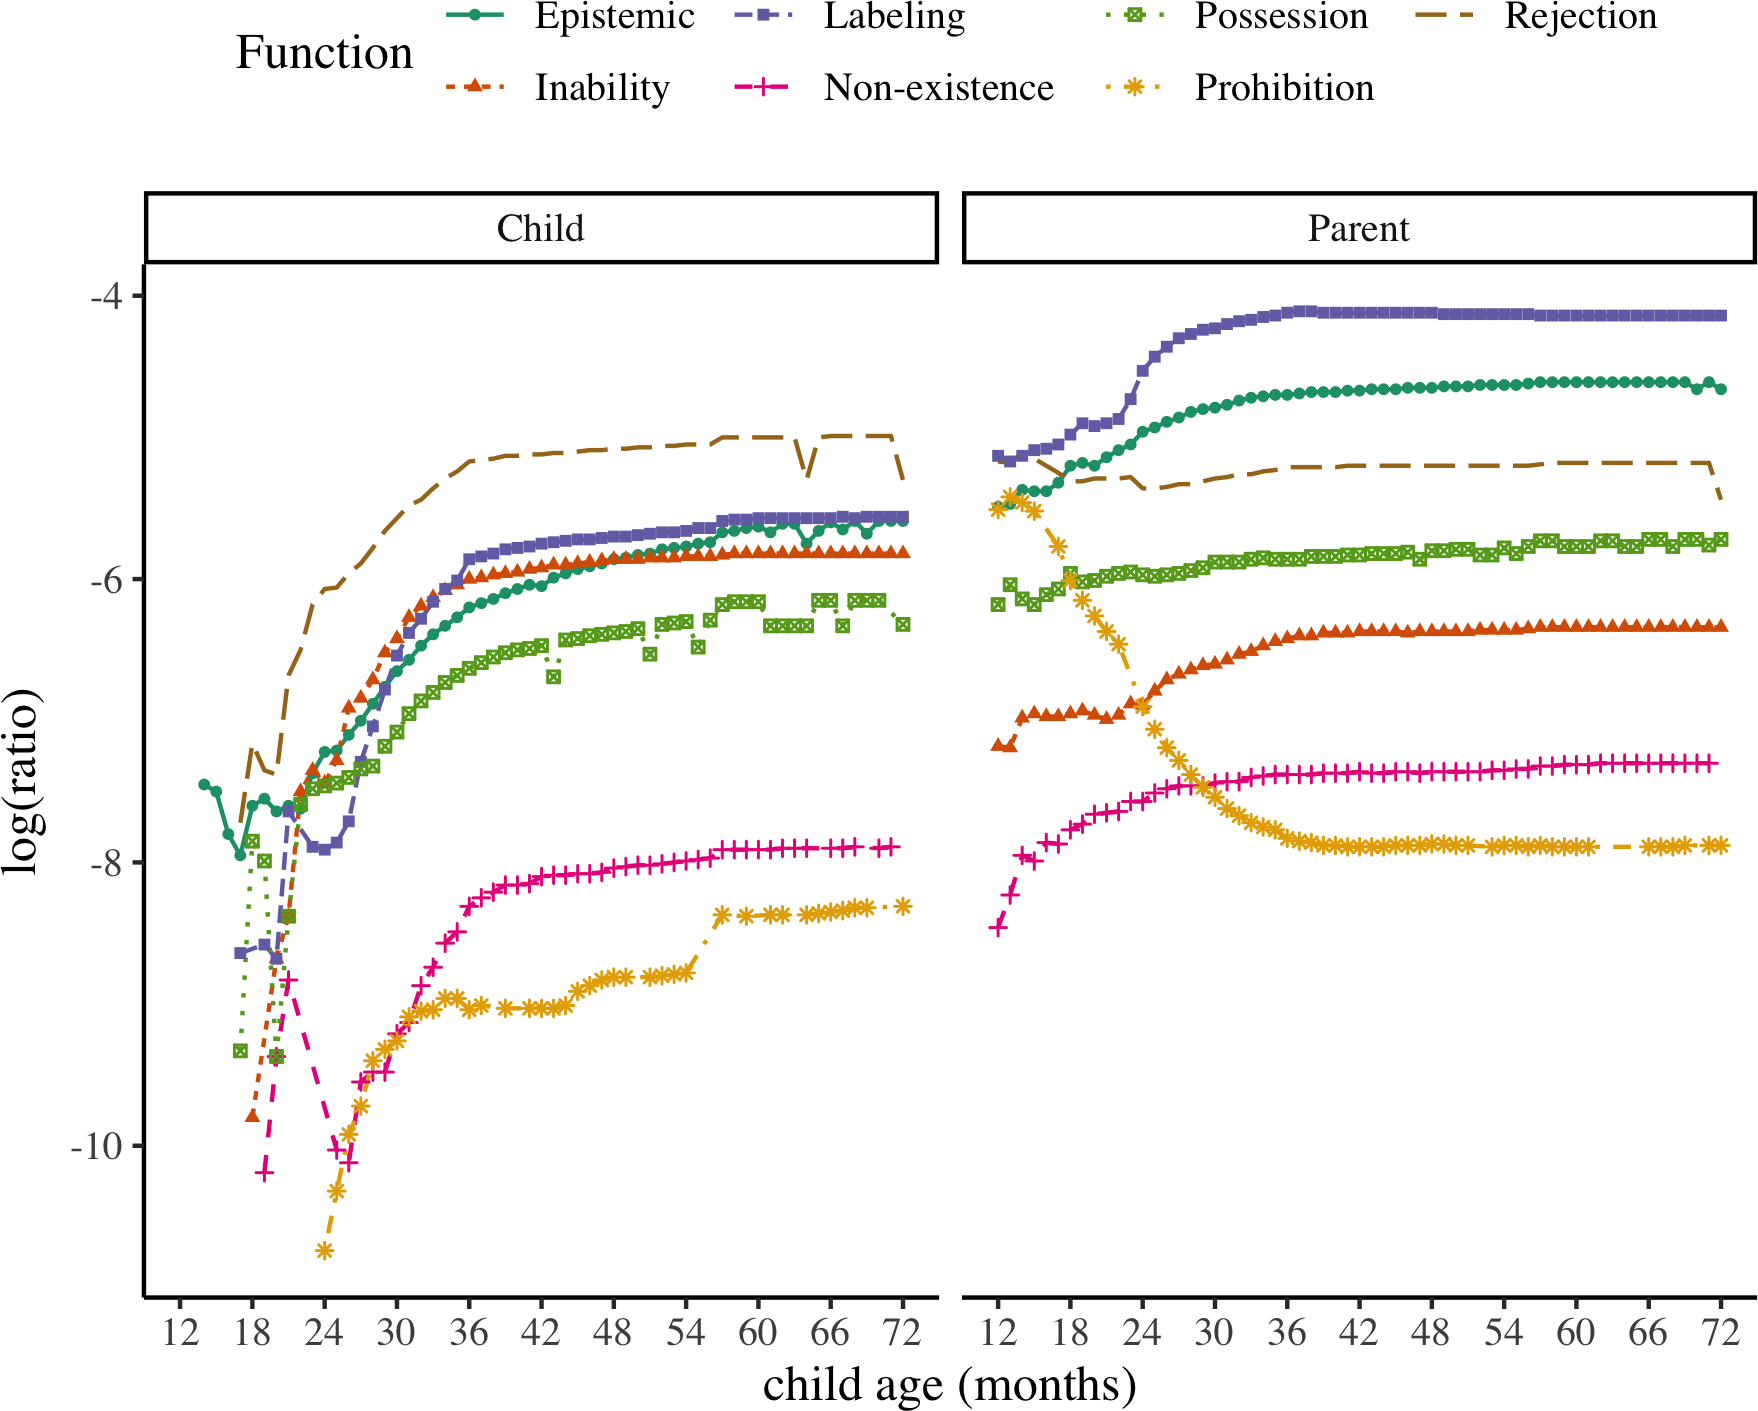 Function
Epistemic Labeling Possession Rejection
Inability Non-existence Prohibition
Child Parent
log(ratio)
-4
-6
-8
-10
12 18 24 30 36 42 48 54 60 66 72 12 18 24 30 36 42 48 54 60 66 72
child age (months)